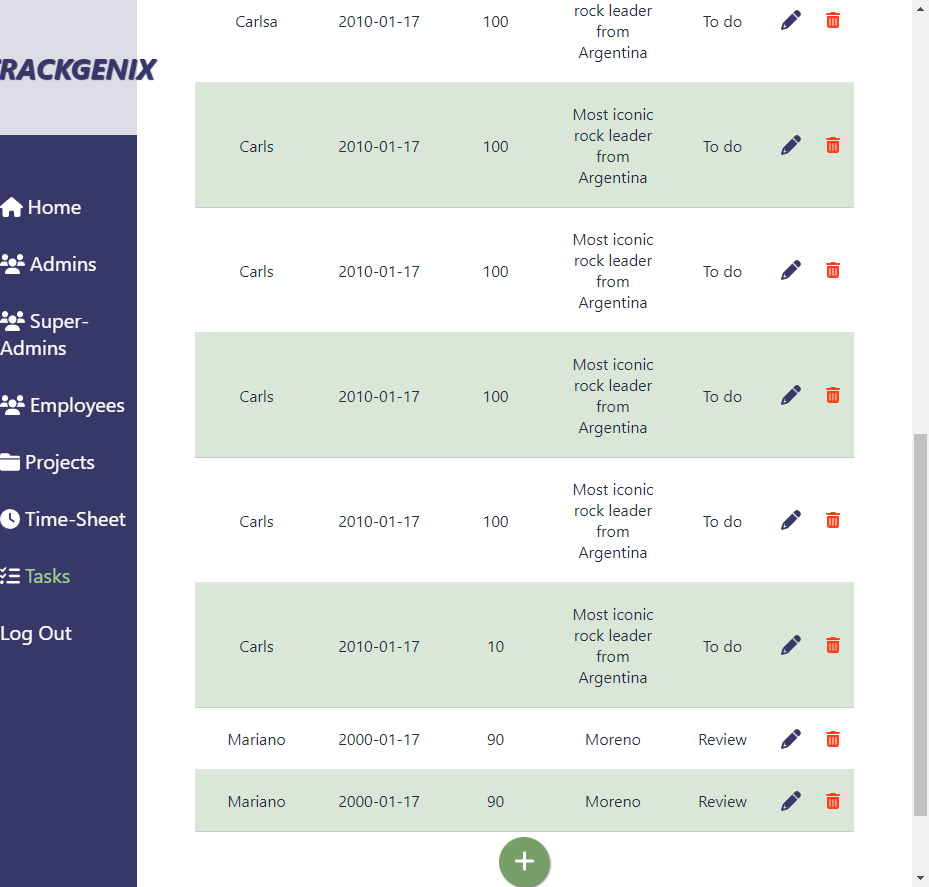 TRACKGENIX
Home
Admins
Super-
Admins
Employees
Projects
Time-Sheet
Tasks
Log Out
rock leader
Carlsa 2010-01-17 100 from To do
Argentina
Most iconic
rock leader
Carls 2010-01-17 100 from To do
Argentina
Most iconic
rock leader
Carls 2010-01-17 100 from To do
Argentina
Most iconic
rock leader
Carls 2010-01-17 100 from To do
Argentina
Most iconic
rock leader
Carls 2010-01-17 100 from To do
Argentina
Most iconic
rock leader
Carls 2010-01-17 10 from To do
Argentina
Mariano 2000-01-17 90 Moreno Review
Mariano 2000-01-17 90 Moreno Review
+